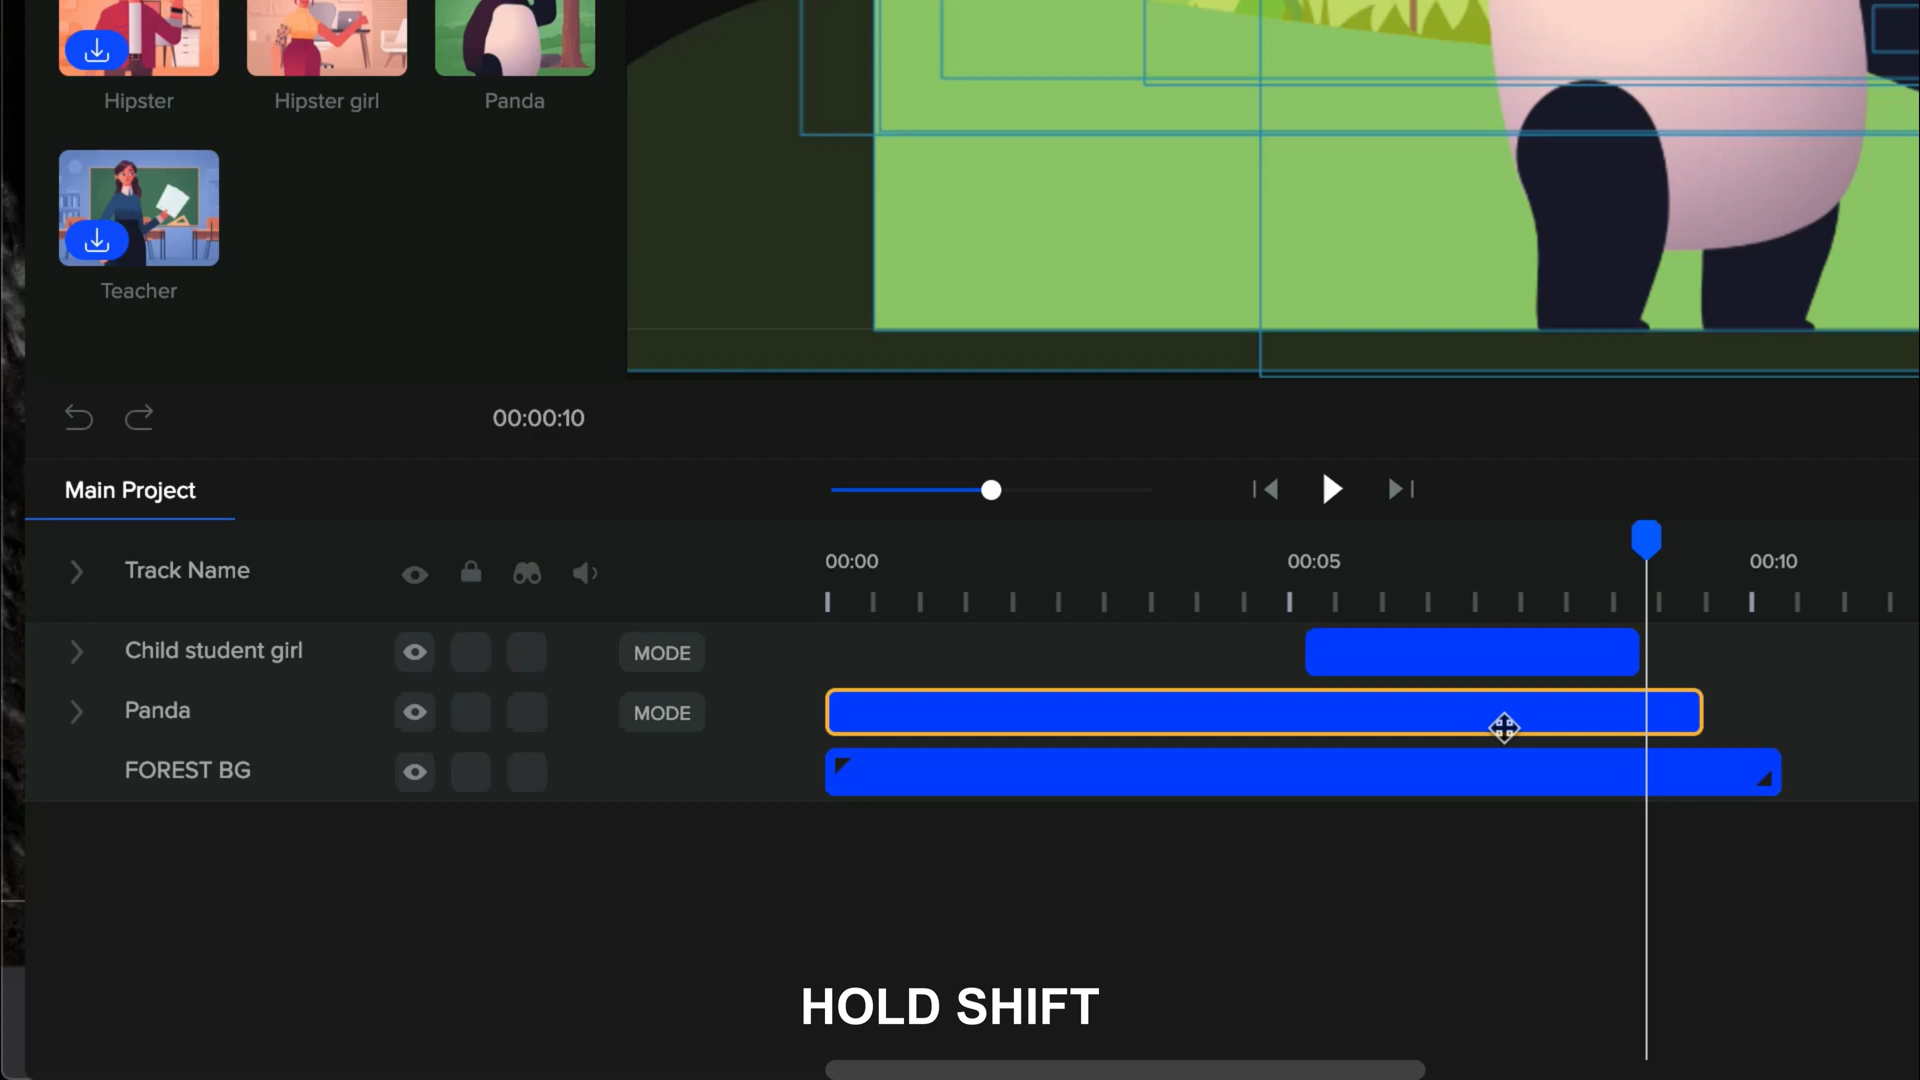 Hipster
Hipster girl
Panda
Teacher
00:00:10
Main Project
Track Name
00:00
00:05
00:10
Child student girl
MODE
Panda
MODE
FOREST BG
HOLD SHIFT